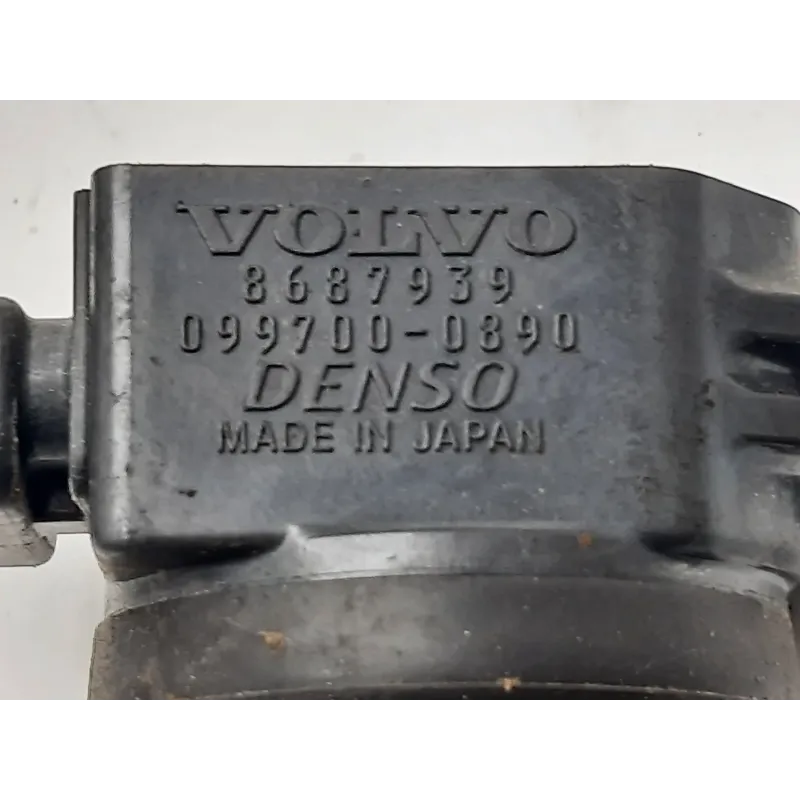 VOLVO
8687939
099700-0890
DENSO
MADE IN JAPAN